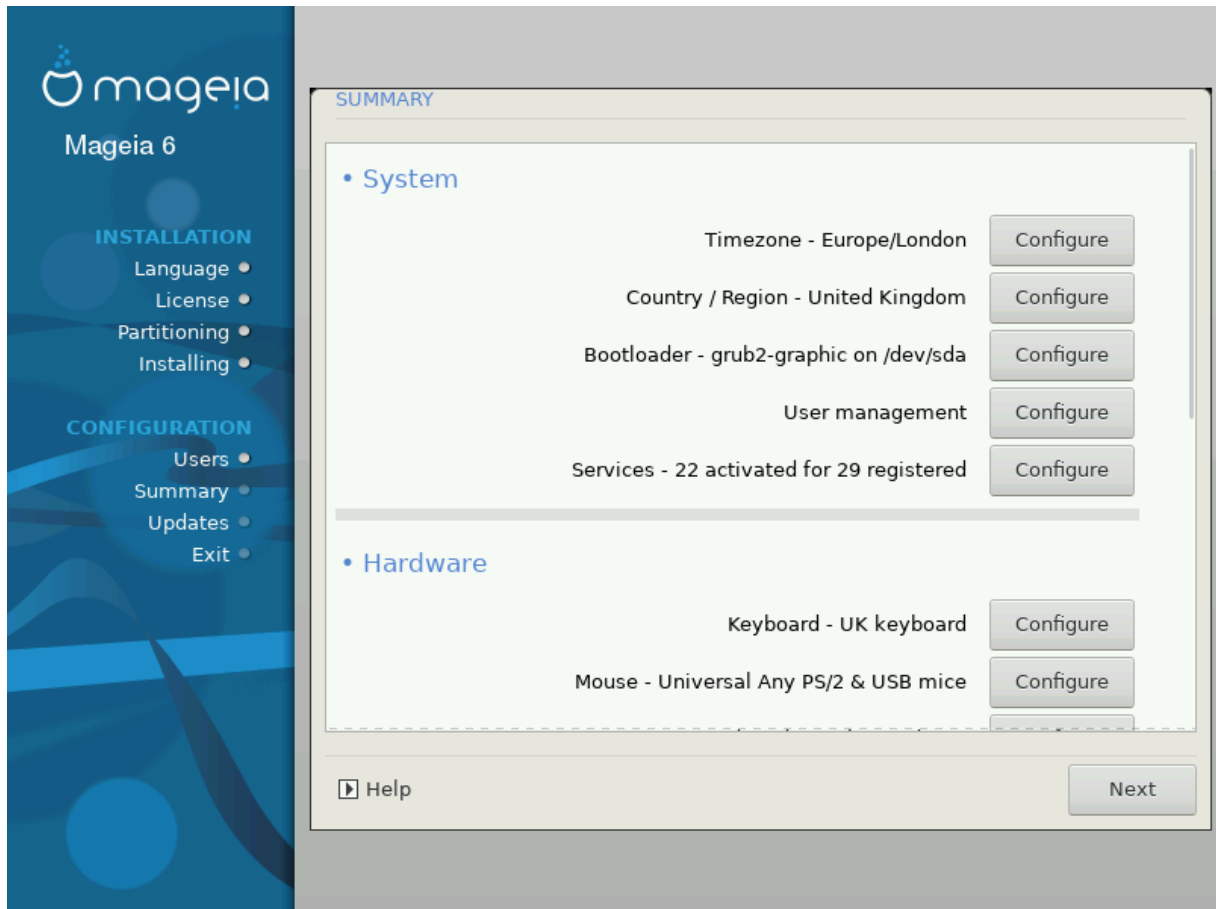 mageia
Mageia 6
INSTALLATION
Language
License
Partitioning
Installing
CONFIGURATION
Users
Summary
Updates
Exit
SUMMARY
• System
Timezone - Europe/London Configure
Country / Region - United Kingdom Configure
Bootloader - grub2-graphic on /dev/sda Configure
User management Configure
Services - 22 activated for 29 registered Configure
• Hardware
Keyboard - UK keyboard Configure
Mouse - Universal Any PS/2 & USB mice Configure
Help
Next